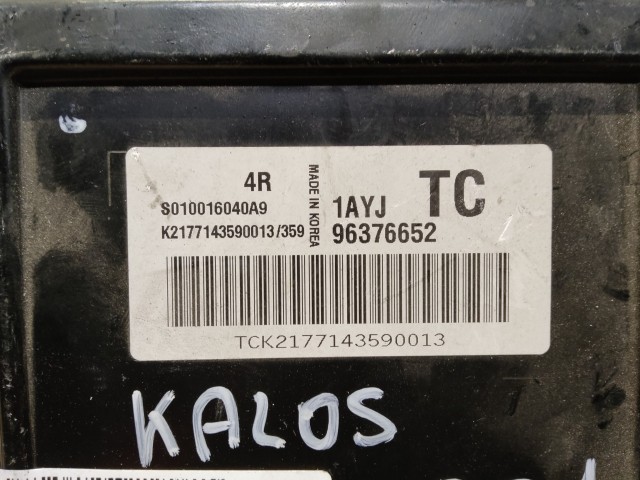 4R
S010016040A9
K2177143590013/359
MADE IN KOREA
1AYJ TC
96376652
TCK2177143590013
KALOS